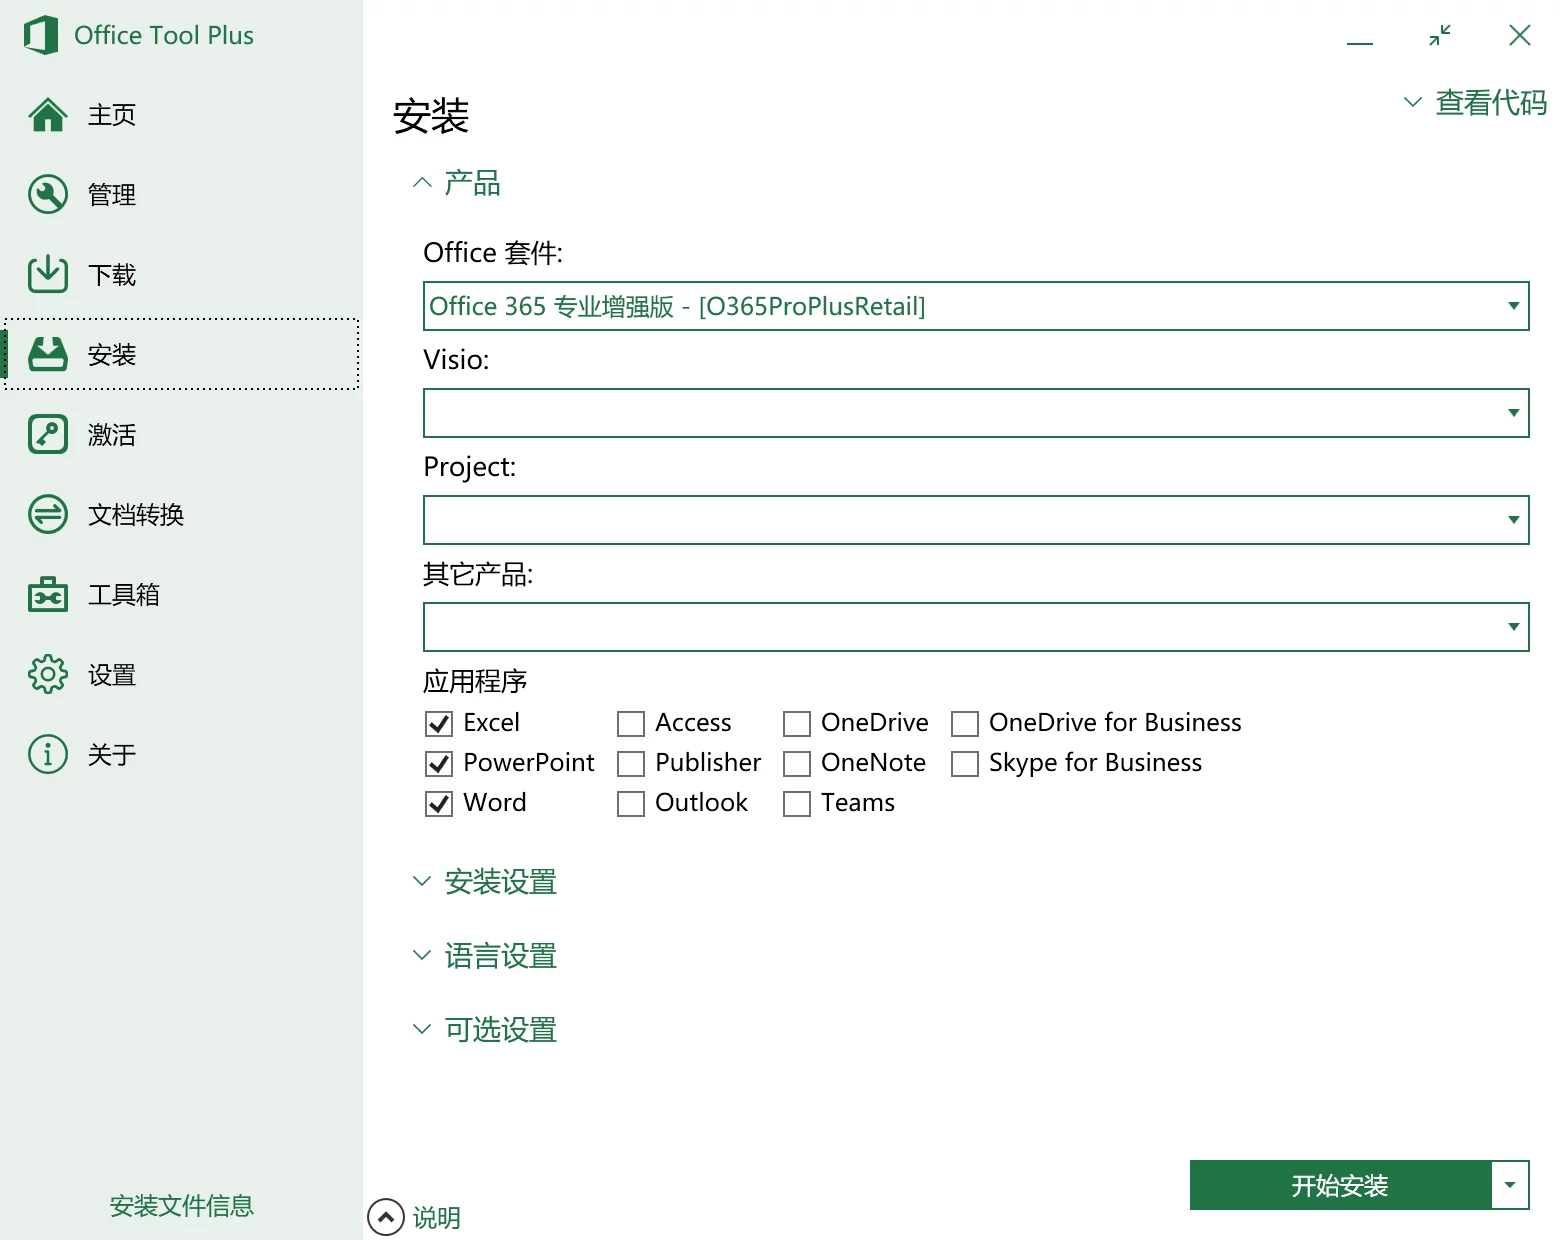 Office Tool Plus
主页
管理
下载
安装
激活
文档转换
工具箱
设置
关于
安装文件信息
查看代码
安装
产品
Office 套件:
Office 365 专业增强版 - [O365ProPlusRetail]
Visio:
Project:
其它产品:
应用程序
Excel Access OneDrive OneDrive for Business
PowerPoint Publisher OneNote Skype for Business
Word Outlook Teams
安装设置
语言设置
可选设置
开始安装
说明